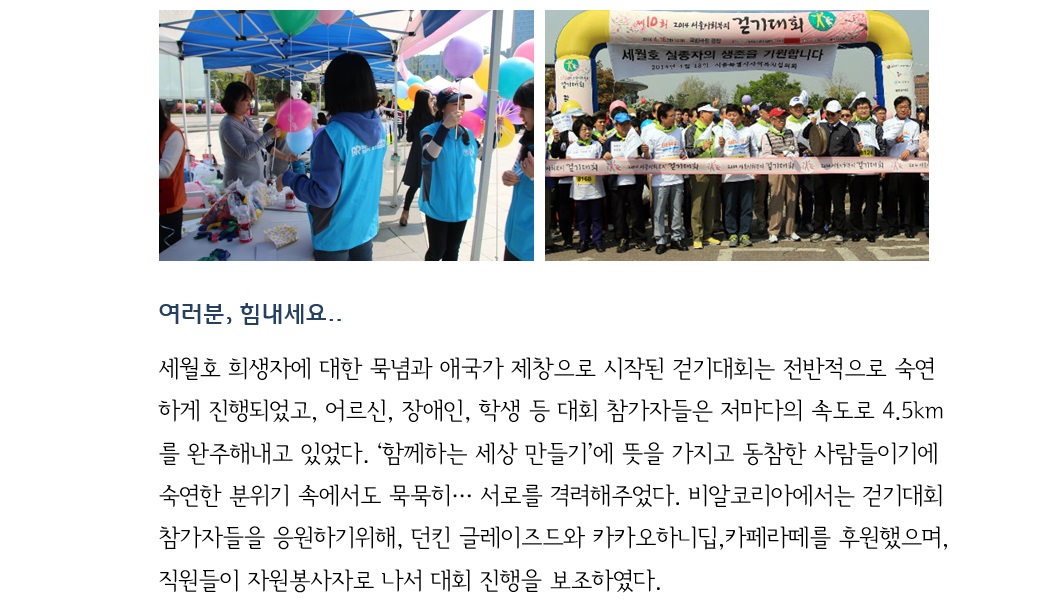 제10회 2014 서울사회복지 걷기대회
세월호 실종자의 생존을 기원합니다
걷기대회
여러분, 힘내세요..
세월호 희생자에 대한 묵념과 애국가 제창으로 시작된 걷기대회는 전반적으로 숙연
하게 진행되었고, 어르신, 장애인, 학생 등 대회 참가자들은 저마다의 속도로 4.5km
를 완주해내고 있었다. ‘함께하는 세상 만들기’에 뜻을 가지고 동참한 사람들이기에
숙연한 분위기 속에서도 묵묵히… 서로를 격려해주었다. 비알코리아에서는 걷기대회
참가자들을 응원하기위해, 던킨 글레이즈드와 카카오하니딥,카페라떼를 후원했으며,
직원들이 자원봉사자로 나서 대회 진행을 보조하였다.